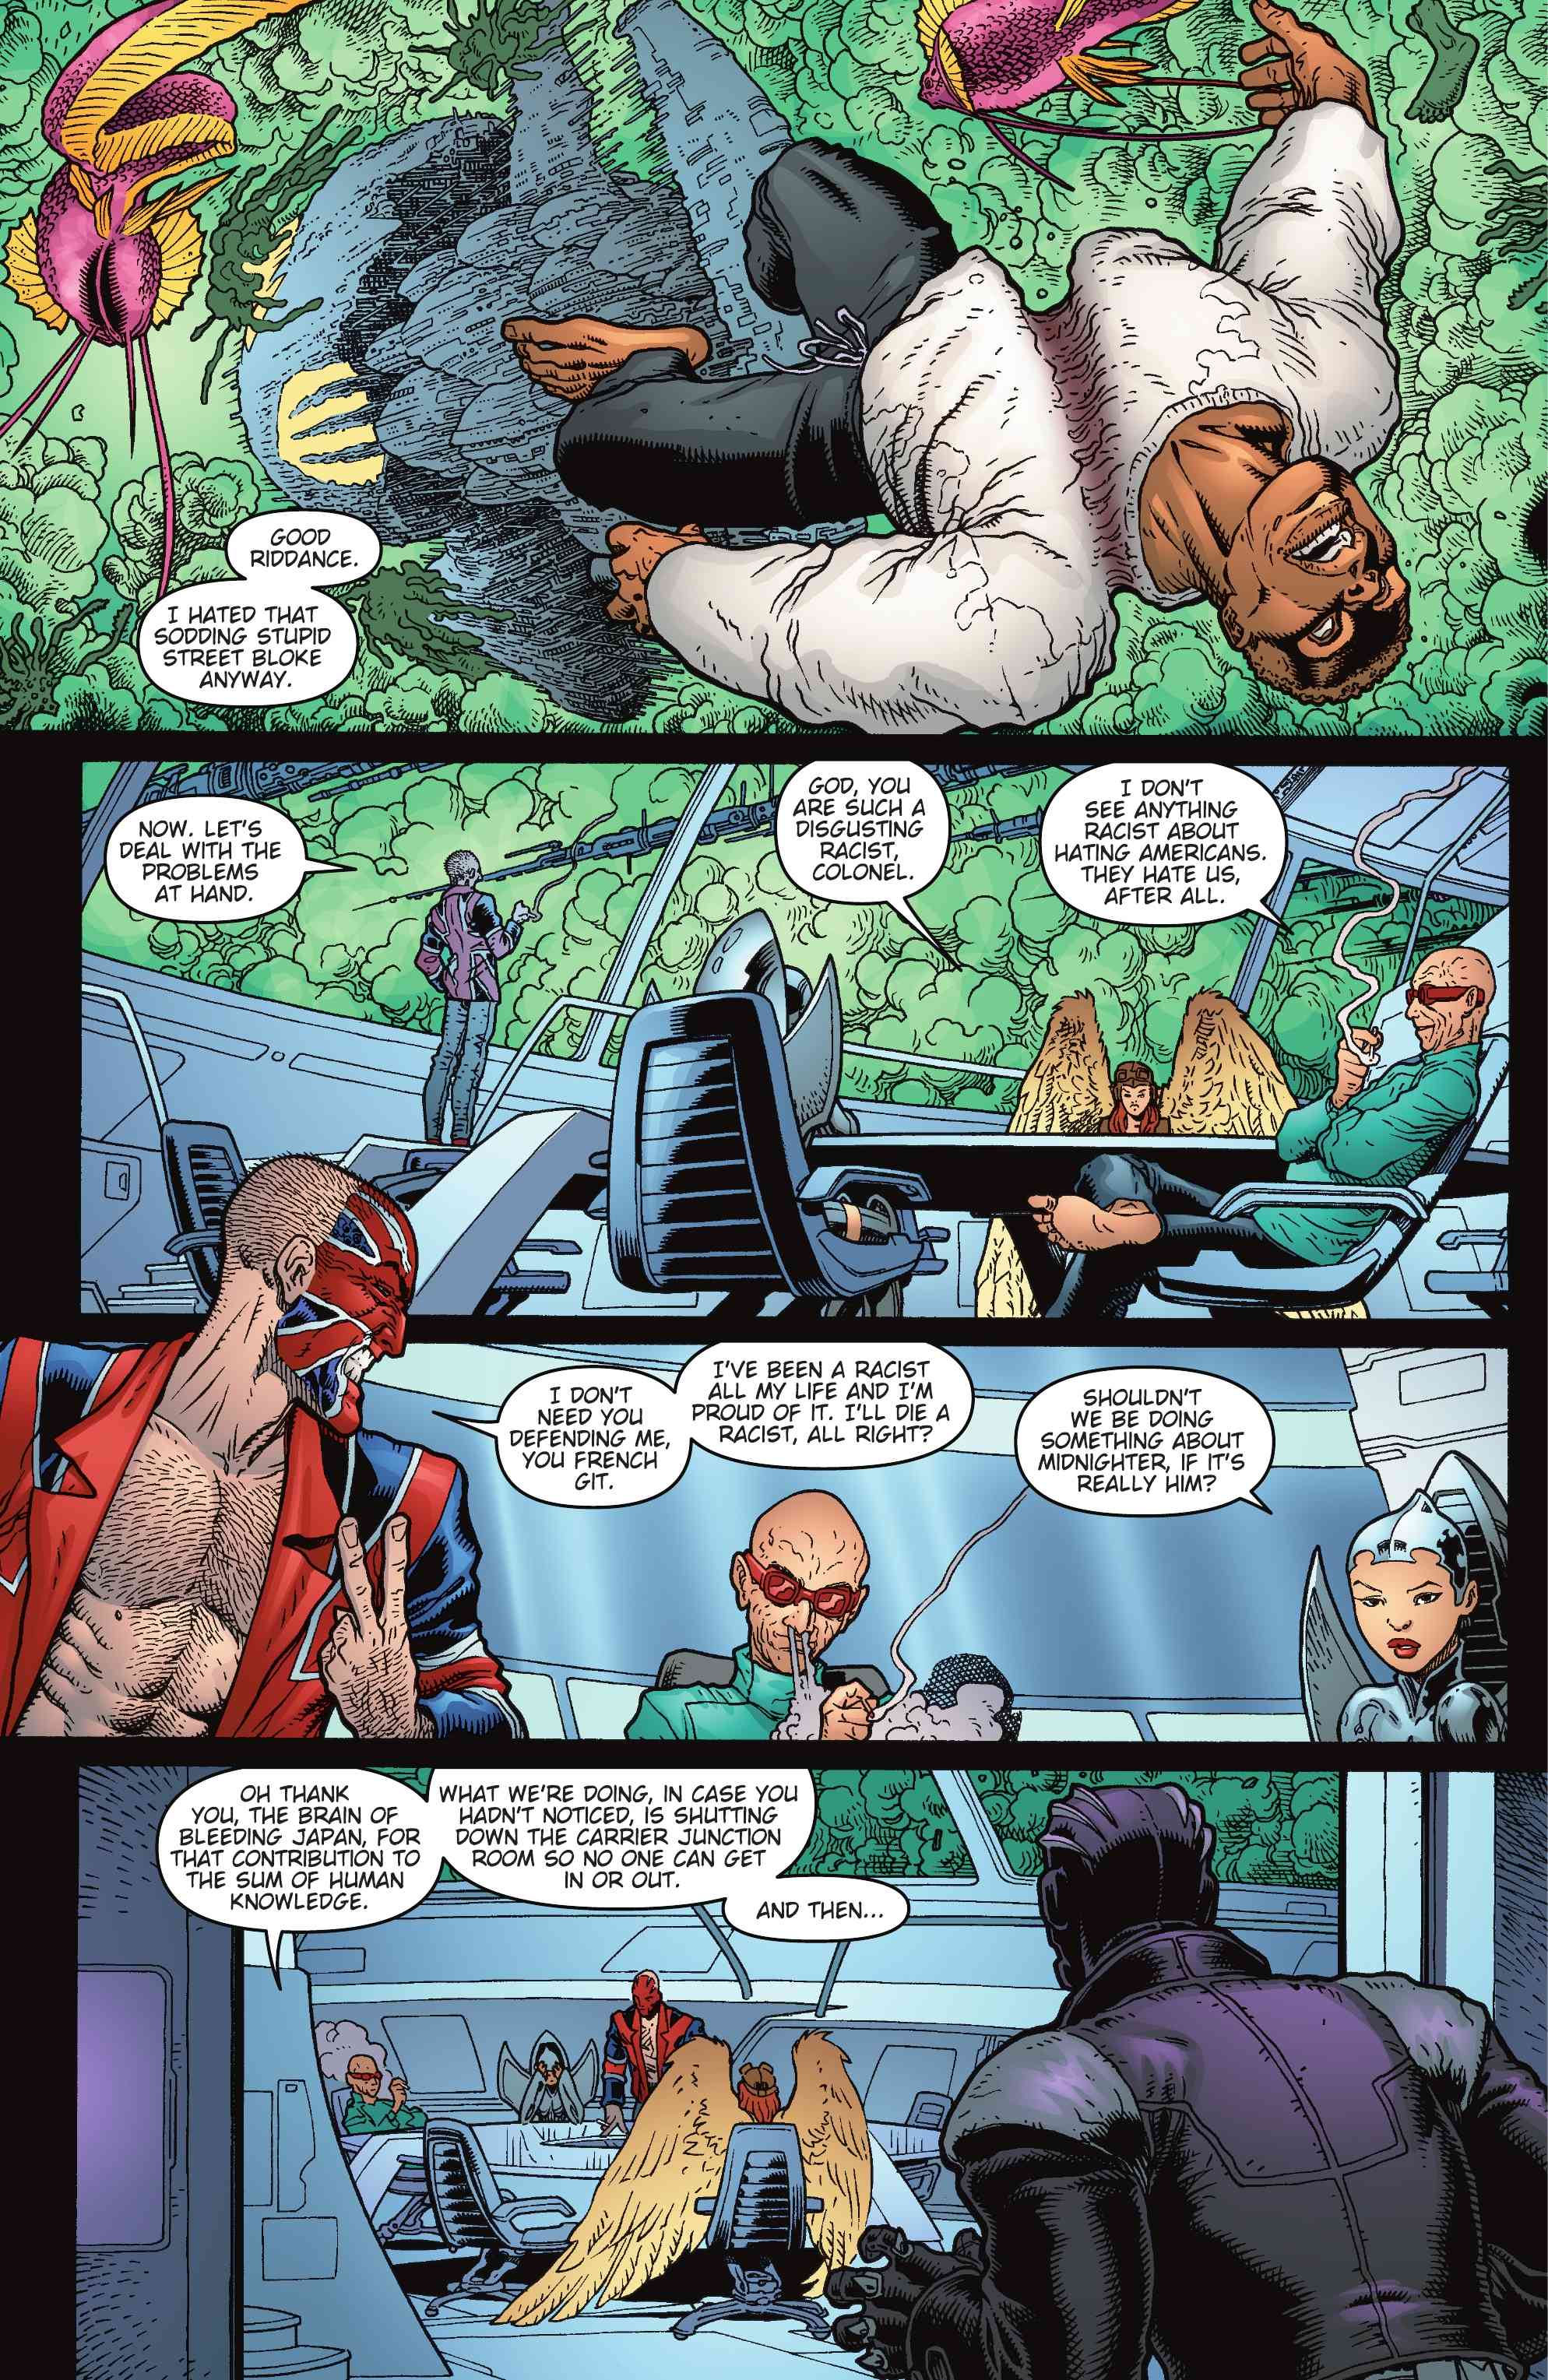 GOOD
RIDDANCE.
I HATED THAT
SODDING STUPID
STREET BLOKE
ANYWAY.
NOW. LET'S
DEAL WITH THE
PROBLEMS
AT HAND.
GOD, YOU
ARE SUCH A
DISGUSTING
RACIST,
COLONEL.
I DON'T
SEE ANYTHING
RACIST ABOUT
HATING AMERICANS.
THEY HATE US,
AFTER ALL.
I DON'T
NEED YOU
DEFENDING ME,
YOU FRENCH
GIT.
I'VE BEEN A RACIST
ALL MY LIFE AND I'M
PROUD OF IT. I'LL DIE A
RACIST, ALL RIGHT?
SHOULDN'T
WE BE DOING
SOMETHING ABOUT
MIDNIGHTER, IF IT'S
REALLY HIM?
OH THANK
YOU, THE BRAIN OF
BLEEDING JAPAN, FOR
THAT CONTRIBUTION TO
THE SUM OF HUMAN
KNOWLEDGE.
WHAT WE'RE DOING, IN CASE YOU
HADN'T NOTICED, IS SHUTTING
DOWN THE CARRIER JUNCTION
ROOM SO NO ONE CAN GET
IN OR OUT.
AND THEN...